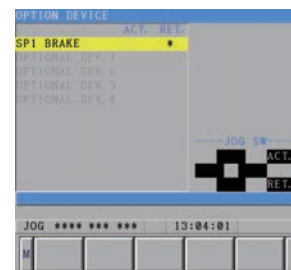 OPTION DEVICE
ACT. RET.
SP1 BRAKE *
OPTIONAL DEV. 1
OPTIONAL DEV. 2
OPTIONAL DEV. 3
OPTIONAL DEV. 4
----JOG SW----
ACT.
RET.
JOG **** *** *** 13:04:01
M